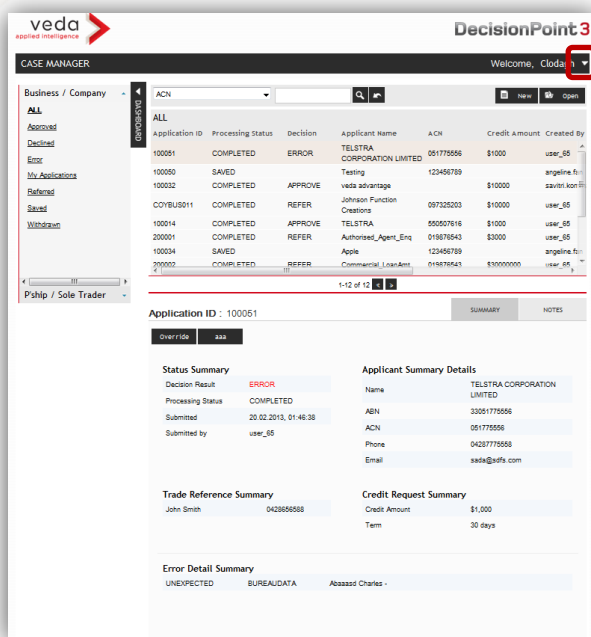 veda
applied intelligence
DecisionPoint 3
CASE MANAGER Welcome, Clodagh
Business / Company
ALL
Approved
Declined
Error
My Applications
Referred
Saved
Withdrawn
P'ship / Sole Trader
DASHBOARD
ACN New Open
ALL
Application ID Processing Status Decision Applicant Name ACN Credit Amount Created By
100051 COMPLETED ERROR TELSTRA CORPORATION LIMITED 051775556 $1000 user_65
100050 SAVED Testing 123456789 angeline.
100032 COMPLETED APPROVE veda advantage $10000 savitri.
COYBUS011 COMPLETED REFER Johnson Function Creations 097325203 $10000 user_65
100014 COMPLETED APPROVE TELSTRA 550507616 $1000 user_65
200001 COMPLETED REFER Authorised_Agent_Enq 019876543 $3000 user_65
100034 SAVED Apple 123456789 angeline.
200002 COMPLETED REFER Commercial_LoanAmt 019876543 $30000000 user_65
1-12 of 12
Application ID : 100051 SUMMARY NOTES
Override aaa
Status Summary
Decision Result ERROR
Processing Status COMPLETED
Submitted 20.02.2013, 01:46:38
Submitted by user_65
Applicant Summary Details
Name TELSTRA CORPORATION LIMITED
ABN 33051775556
ACN 051775556
Phone 04287775558
Email sada@sdfs.com
Trade Reference Summary
John Smith 0428656588
Credit Request Summary
Credit Amount $1,000
Term 30 days
Error Detail Summary
UNEXPECTED BUREAUDATA Abaaasd Charles -